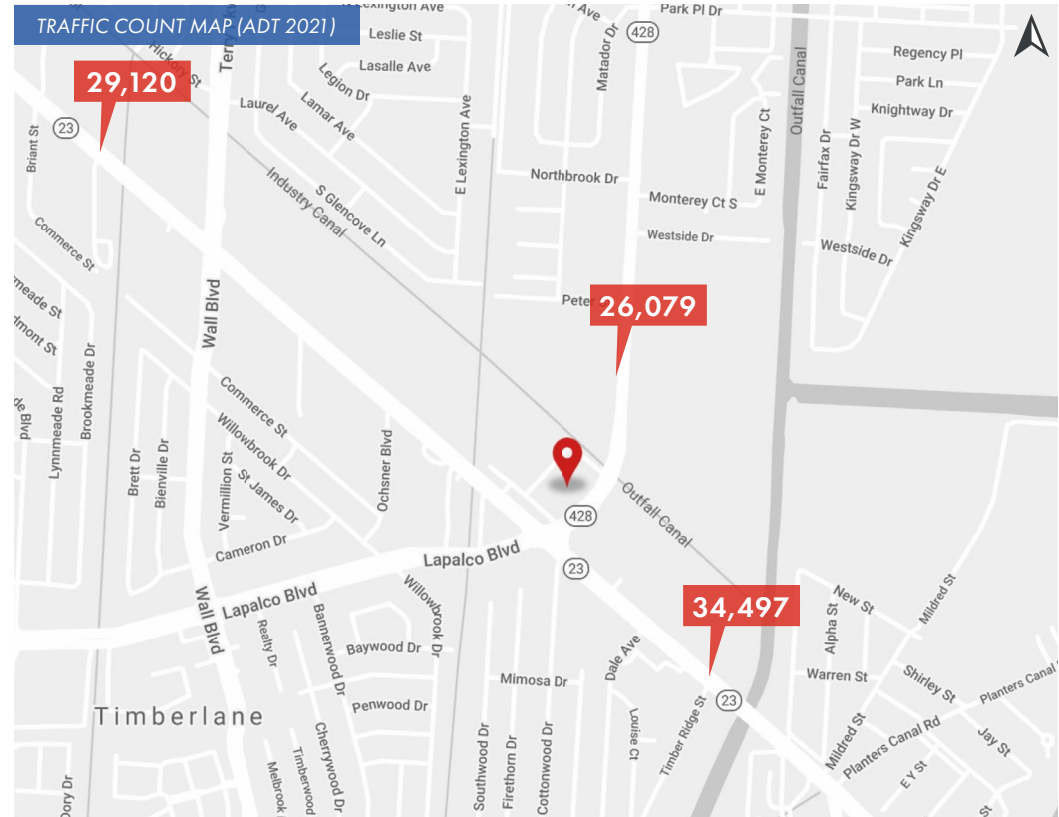 TRAFFIC COUNT MAP (ADT 2021)
Lexington Ave
Ave
Park Pl Dr
Leslie St
428
Terry
Hickory St
Lasalle Ave
Matador Dr
Regency Pl
29,120
Legion Dr
Park Ln
Laurel Ave
Lamar Ave
Knightway Dr
23
Outfall Canal
Briant St
E Lexington Ave
E Monterey Ct
Fairfax Dr
Kingsway Dr W
Kingsway Dr E
Industry Canal
Northbrook Dr
S Glencove Ln
Monterey Ct S
Commerce St
Westside Dr
Westside Dr
Peter
26,079
Wall Blvd
Brookmeade Dr
Lynnmeade Rd
Blvd
Commerce St
Willowbrook Dr
Brett Dr
Bienville Dr
Vermillion St
St James Dr
Ochsner Blvd
Outfall Canal
428
Cameron Dr
Lapalco Blvd
23
Lapalco Blvd
Wall Blvd
Willowbrook Dr
34,497
New St
Mildred St
Alpha St
Realty Dr
Bannerwood Dr
Baywood Dr
Dale Ave
Mimosa Dr
Warren St
Shirley St
Planters Canal
Penwood Dr
23
Timberlane
Louise Ct
Timber Ridge St
Mildred St
Planters Canal Rd
Jay St
Cherrywood Dr
Timberwood
Melbrook
Southwood Dr
Firethorn Dr
Cottonwood Dr
E Y St
Dory Dr
St